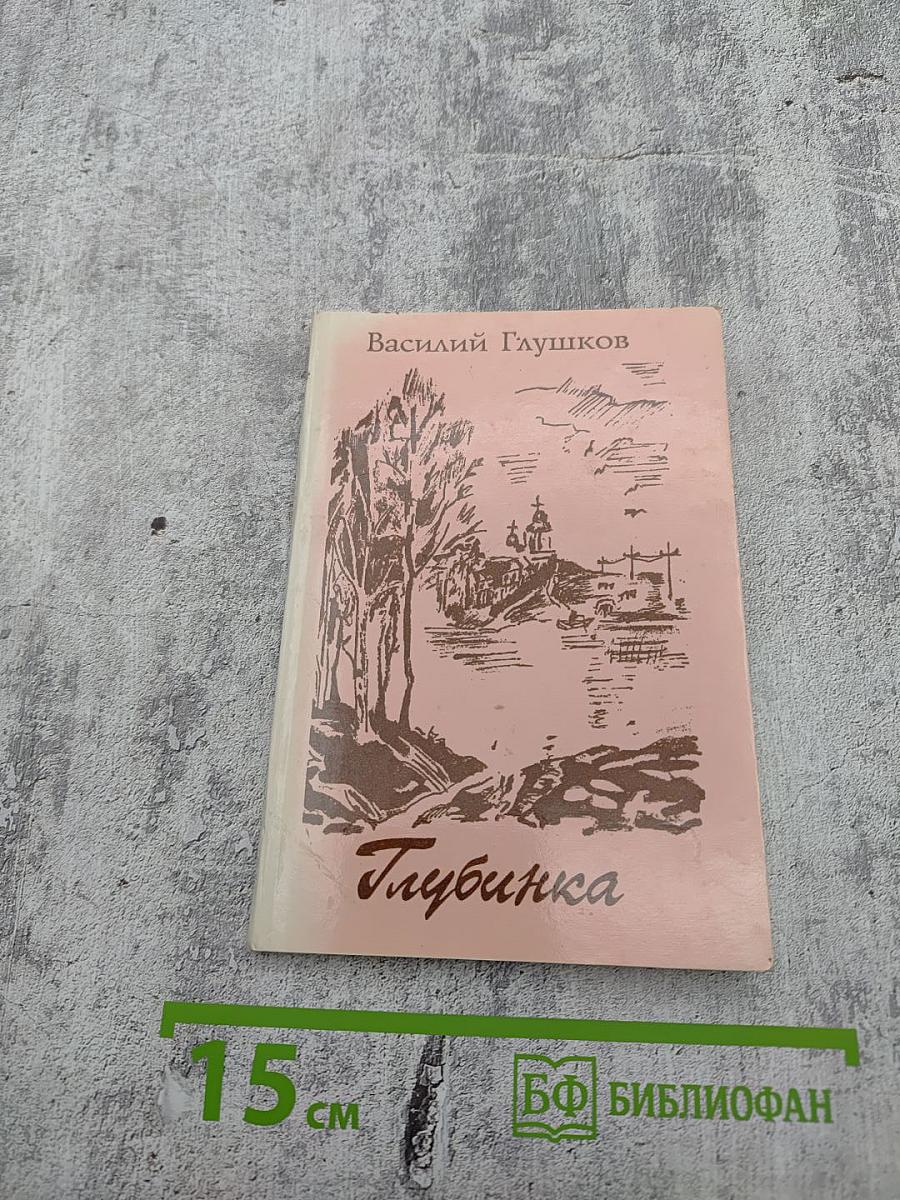 Василий Глушков
Глубинка
15 см
БФ БИБЛИОФАН